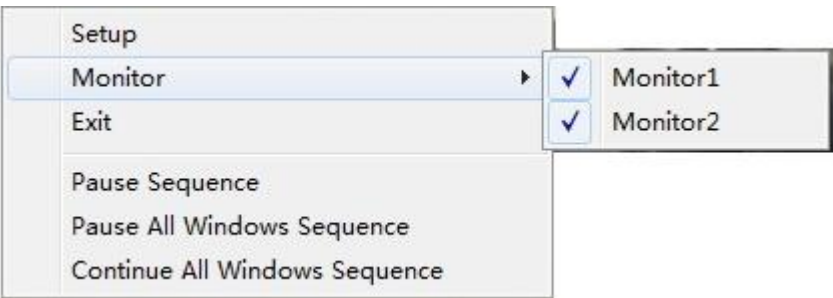 Setup
Monitor
Monitor1
Monitor2
Exit
Pause Sequence
Pause All Windows Sequence
Continue All Windows Sequence